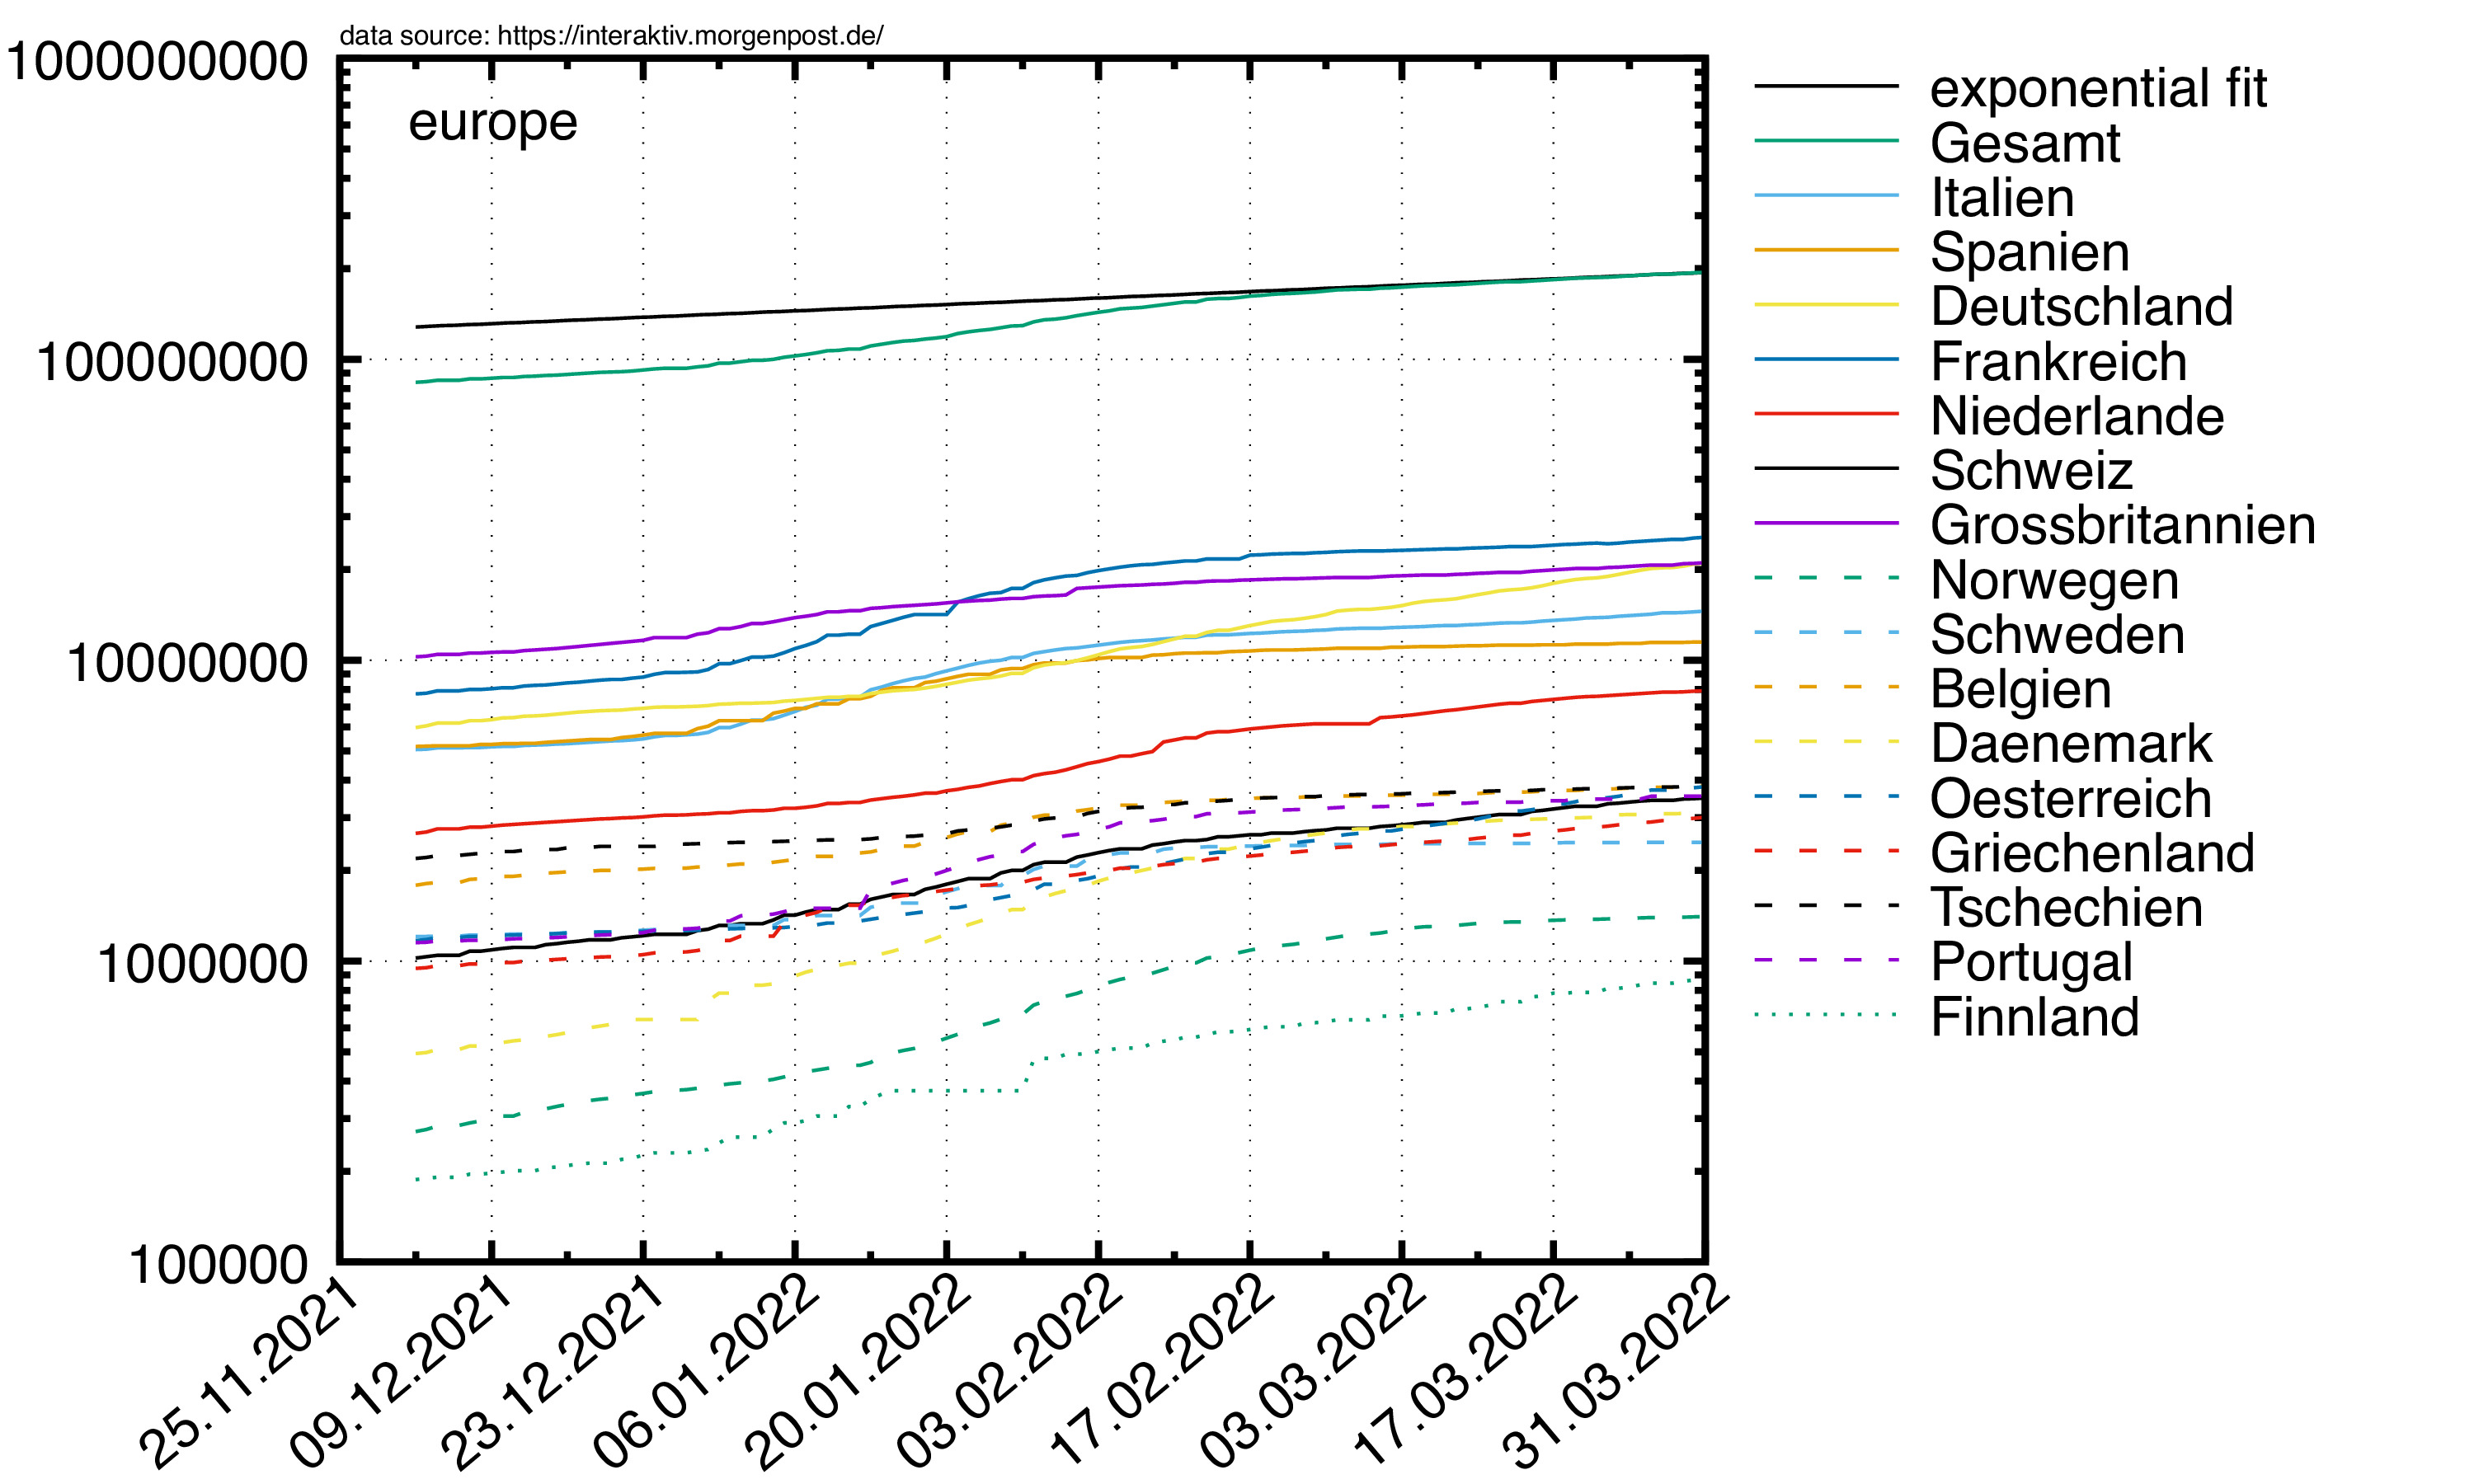 data source: https://interaktiv.morgenpost.de/
europe
1000000000
100000000
10000000
1000000
100000
25.11.2021
09.12.2021
23.12.2021
06.01.2022
20.01.2022
03.02.2022
17.02.2022
03.03.2022
17.03.2022
31.03.2022
exponential fit
Gesamt
Italien
Spanien
Deutschland
Frankreich
Niederlande
Schweiz
Grossbritannien
Norwegen
Schweden
Belgien
Daenemark
Oesterreich
Griechenland
Tschechien
Portugal
Finnland